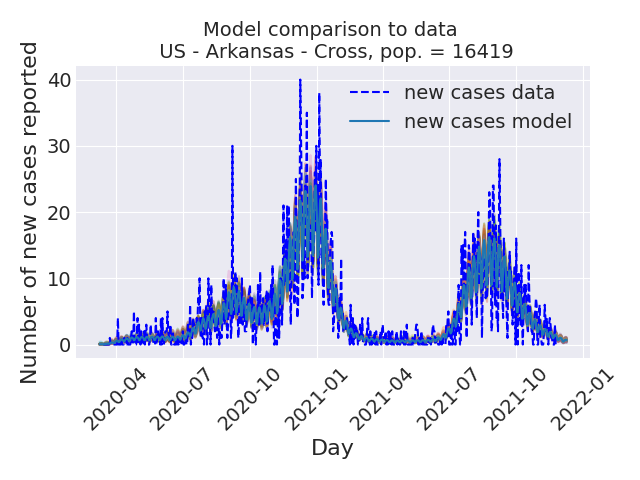 Model comparison to data
US - Arkansas - Cross, pop. = 16419
Number of new cases reported
40
30
20
10
0
new cases data
new cases model
2020-04
2020-07
2020-10
2021-01
2021-04
2021-07
2021-10
2022-01
Day